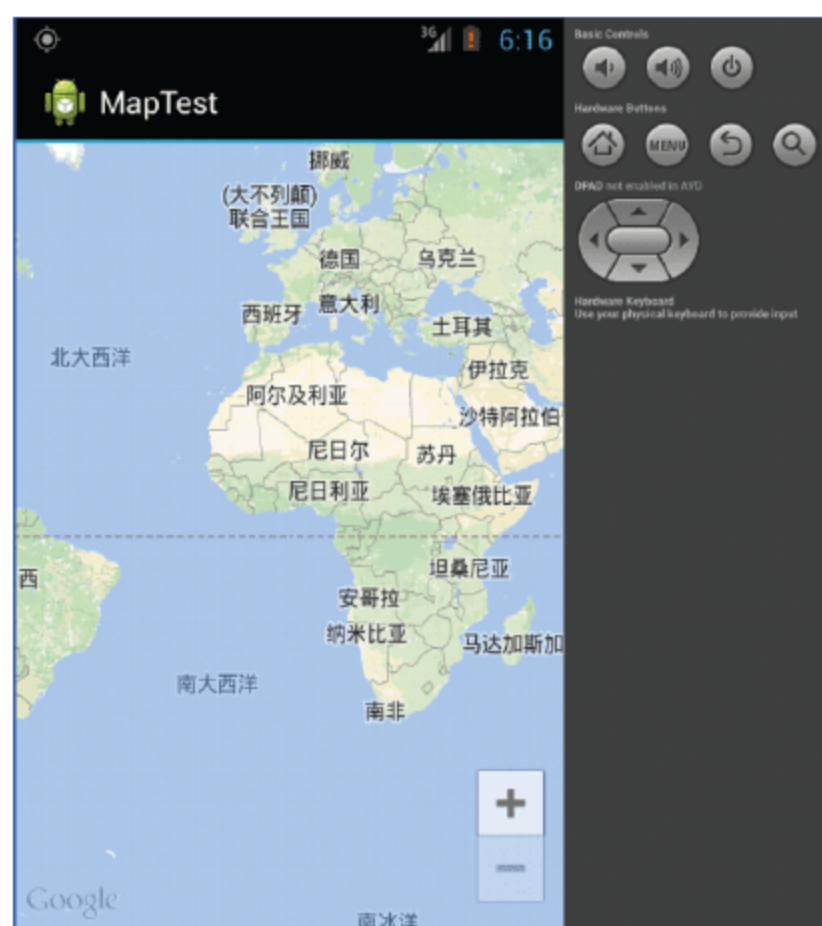 3G 6:16
MapTest
挪威
(大不列颠)
联合王国
德国
乌克兰
西班牙
意大利
土耳其
北大西洋
伊拉克
阿尔及利亚
沙特阿拉伯
尼日尔
苏丹
尼日利亚
埃塞俄比亚
西
坦桑尼亚
安哥拉
纳米比亚
马达加斯加
南大西洋
南非
Google
南冰洋
Basic Controls
Hardware Buttons
MENU
DPAD not enabled in AVD
Hardware Keyboard
Use your physical keyboard to provide input